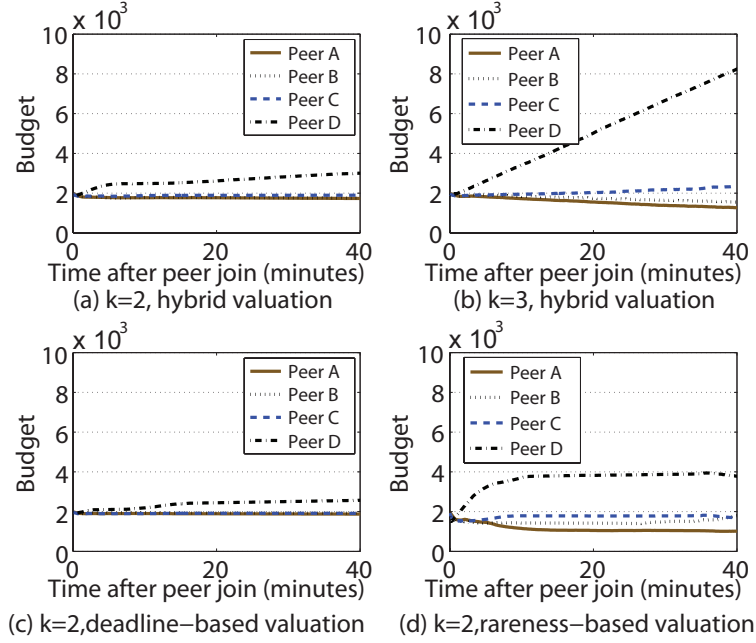 x 10³
10
8
6
4
2
0
Budget
Peer A
Peer B
Peer C
Peer D
0 20 40
Time after peer join (minutes)
(a) k=2, hybrid valuation
x 10³
10
8
6
4
2
0
Budget
Peer A
Peer B
Peer C
Peer D
0 20 40
Time after peer join (minutes)
(b) k=3, hybrid valuation
x 10³
10
8
6
4
2
0
Budget
Peer A
Peer B
Peer C
Peer D
0 20 40
Time after peer join (minutes)
(c) k=2,deadline−based valuation
x 10³
10
8
6
4
2
0
Budget
Peer A
Peer B
Peer C
Peer D
0 20 40
Time after peer join (minutes)
(d) k=2,rareness−based valuation